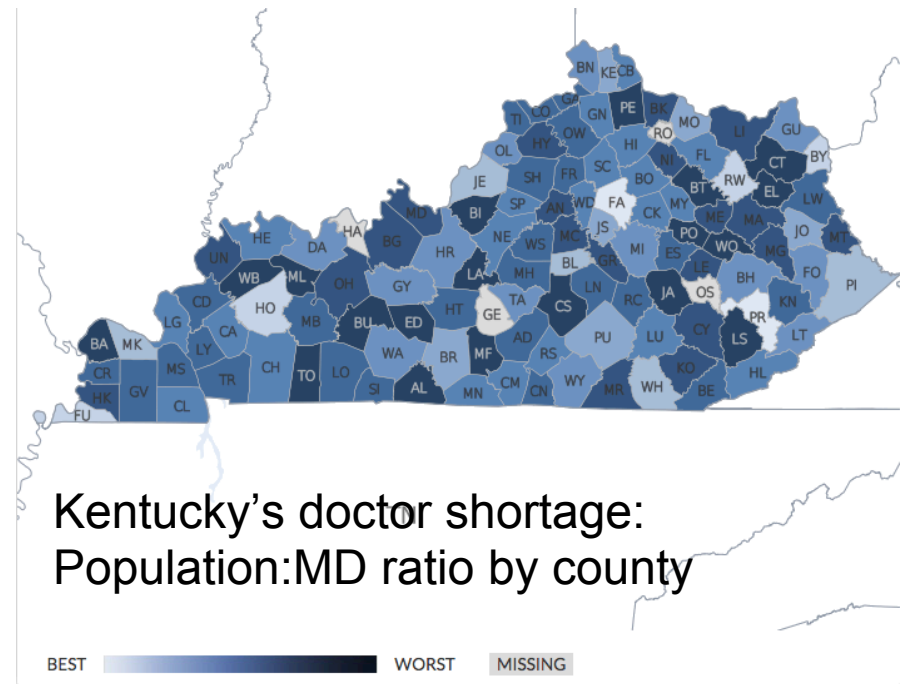 BN KE CB
GA
TI CO GN PE BK
HY OW RO MO LI GU
OL HI
SH FR SC NI FL CT BY
JE BO RW
BT EL
BI SP AN WD FA CK MY LW
MD ME MA
HA JS PO JO MT
HE DA BG HR NE WS MC MI ES WO MG
UN BL GR
LE BH FO
WB ML OH GY LA MH LN JA OS PI
HO TA RC KN
CD GE CS PR
LG MB BU ED HT CY
CA AD PU LU LS LT
BA MK LY WA BR MF RS
MS CH KO HL
CR TR TO LO SI AL CM WY WH BE
HK GV MN CN MR
FU CL
TN
Kentucky’s doctor shortage:
Population:MD ratio by county
BEST WORST MISSING